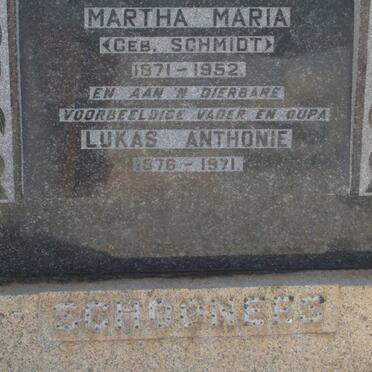 MARTHA MARIA
<GEB. SCHMIDT>
1871 - 1952.
EN AAN 'N DIERBARE
VOORBEELDIGE VADER EN OUPA
LUKAS ANTHONIE
1876 - 1971.
SCHOONEES